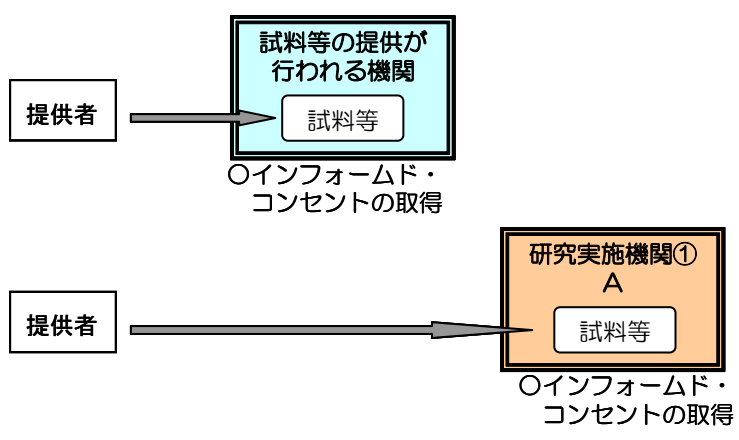 試料等の提供が
行われる機関
提供者
試料等
○インフォームド・
コンセントの取得
研究実施機関①
A
提供者
試料等
○インフォームド・
コンセントの取得